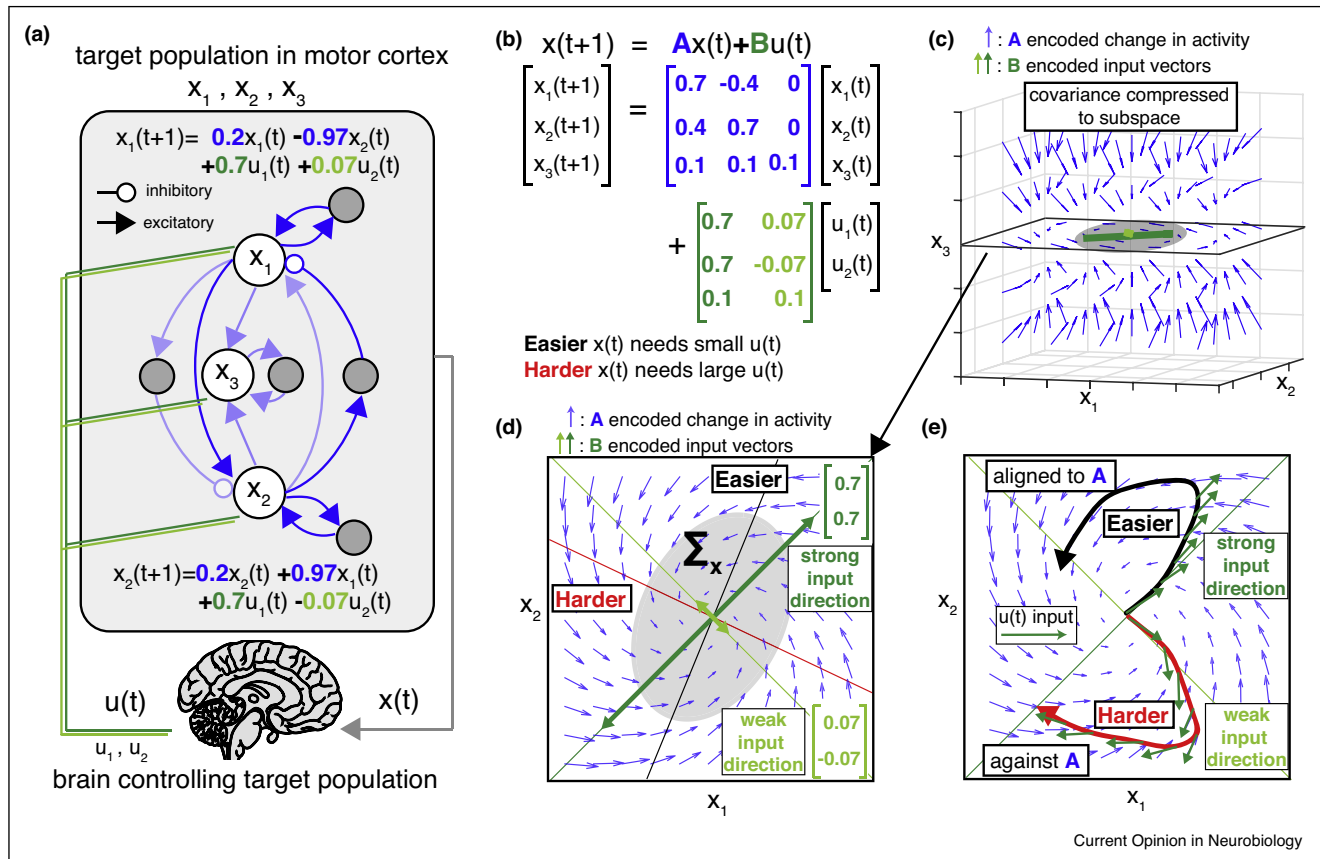 (a)
target population in motor cortex
x1 , x2 , x3
x1(t+1)= 0.2x1(t) -0.97x2(t)
+0.7u1(t) +0.07u2(t)
inhibitory
excitatory
x1
x3
x2
x2(t+1)=0.2x2(t) +0.97x1(t)
+0.7u1(t) -0.07u2(t)
u(t)
x(t)
u1 , u2
brain controlling target population
(b)
x(t+1) = Ax(t)+Bu(t)
x1(t+1) 0.7 -0.4 0 x1(t)
x2(t+1) = 0.4 0.7 0 x2(t)
x3(t+1) 0.1 0.1 0.1 x3(t)
0.7 0.07 u1(t)
+ 0.7 -0.07 u2(t)
0.1 0.1
Easier x(t) needs small u(t)
Harder x(t) needs large u(t)
(c)
: A encoded change in activity
: B encoded input vectors
covariance compressed
to subspace
x3
x1
x2
(d)
: A encoded change in activity
: B encoded input vectors
Easier
0.7
0.7
Σx
strong
input
direction
Harder
x2
weak
input
direction
0.07
-0.07
x1
(e)
aligned to A
Easier
strong
input
direction
u(t) input
x2
Harder
weak
input
direction
against A
x1
Current Opinion in Neurobiology